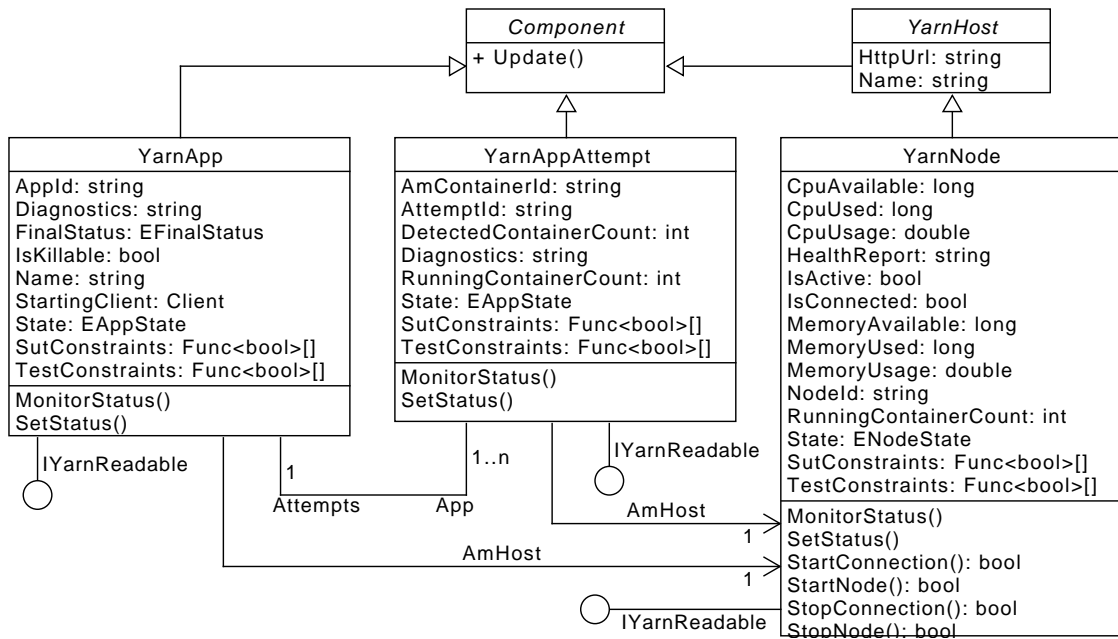 Component
+ Update()
YarnHost
HttpUrl: string
Name: string
YarnApp
AppId: string
Diagnostics: string
FinalStatus: EFinalStatus
IsKillable: bool
Name: string
StartingClient: Client
State: EAppState
SutConstraints: Func<bool>[]
TestConstraints: Func<bool>[]
MonitorStatus()
SetStatus()
YarnAppAttempt
AmContainerId: string
AttemptId: string
DetectedContainerCount: int
Diagnostics: string
RunningContainerCount: int
State: EAppState
SutConstraints: Func<bool>[]
TestConstraints: Func<bool>[]
MonitorStatus()
SetStatus()
YarnNode
CpuAvailable: long
CpuUsed: long
CpuUsage: double
HealthReport: string
IsActive: bool
IsConnected: bool
MemoryAvailable: long
MemoryUsed: long
MemoryUsage: double
NodeId: string
RunningContainerCount: int
State: ENodeState
SutConstraints: Func<bool>[]
TestConstraints: Func<bool>[]
MonitorStatus()
SetStatus()
StartConnection(): bool
StartNode(): bool
StopConnection(): bool
StopNode(): bool
IYarnReadable
1
Attempts
App
1..n
IYarnReadable
AmHost
1
AmHost
1
IYarnReadable